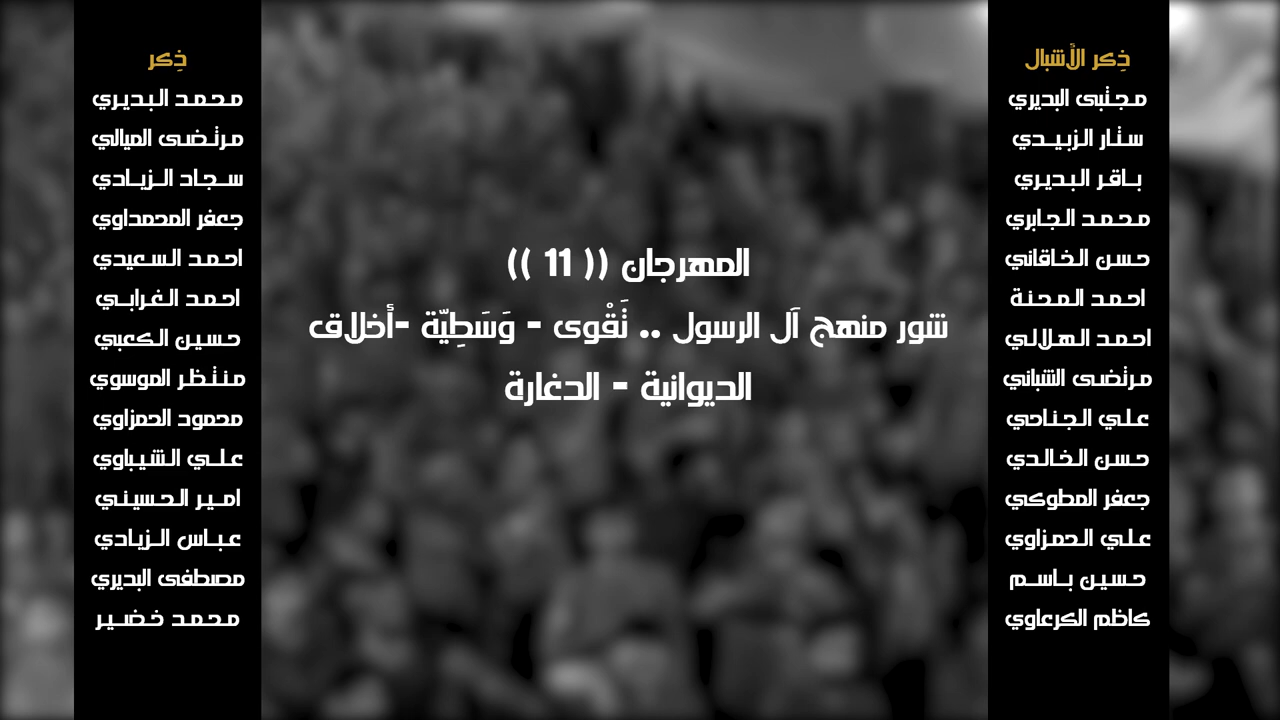 ذِكر الأشبال
مجتبى البديري
ستار الزبيدي
باقر البديري
محمد الجابري
حسن الخاقاني
احمد المحنة
احمد الهلالي
مرتضى الشباني
علي الجناحي
حسن الخالدي
جعفر المطوكي
علي الحمزاوي
حسين باسم
كاظم الكرعاوي
المهرجان (( 11 ))
شور منهج آل الرسول .. تَقْوى - وَسَطِيّة -أخلاق
الديوانية - الدغارة
ذِكر
محمد البديري
مرتضى الميالي
سجاد الزيادي
جعفر المحمداوي
احمد السعيدي
احمد الغرابي
حسين الكعبي
منتظر الموسوي
محمود الحمزاوي
علي الشيباوي
امير الحسيني
عباس الزيادي
مصطفى البديري
محمد خضير